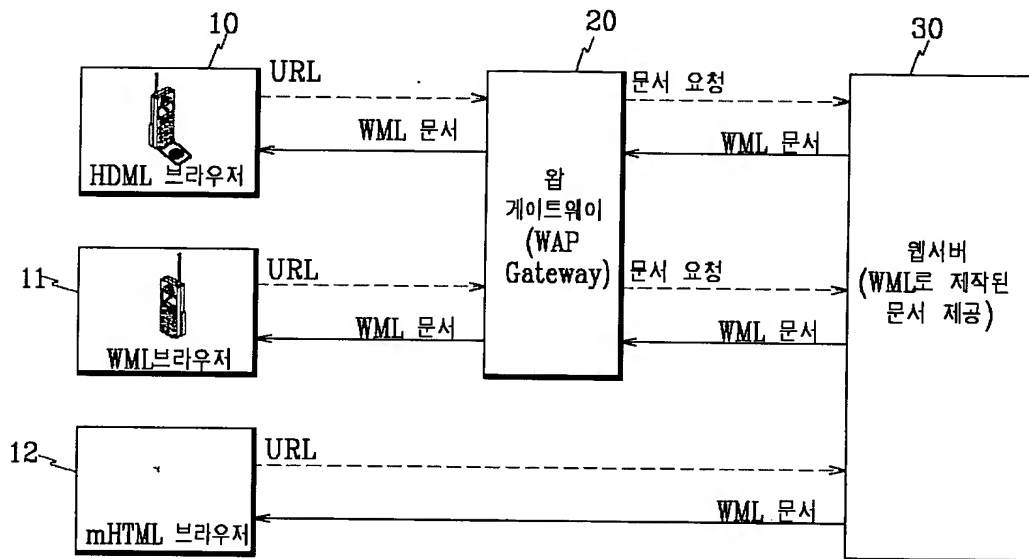 10
20
30
URL
문서 요청
WML 문서
WML 문서
HDML 브라우저
왑
게이트웨이
(WAP
Gateway)
웹서버
(WML로 제작된
문서 제공)
11
URL
문서 요청
WML 문서
WML 문서
WML브라우저
12
URL
WML 문서
mHTML 브라우저